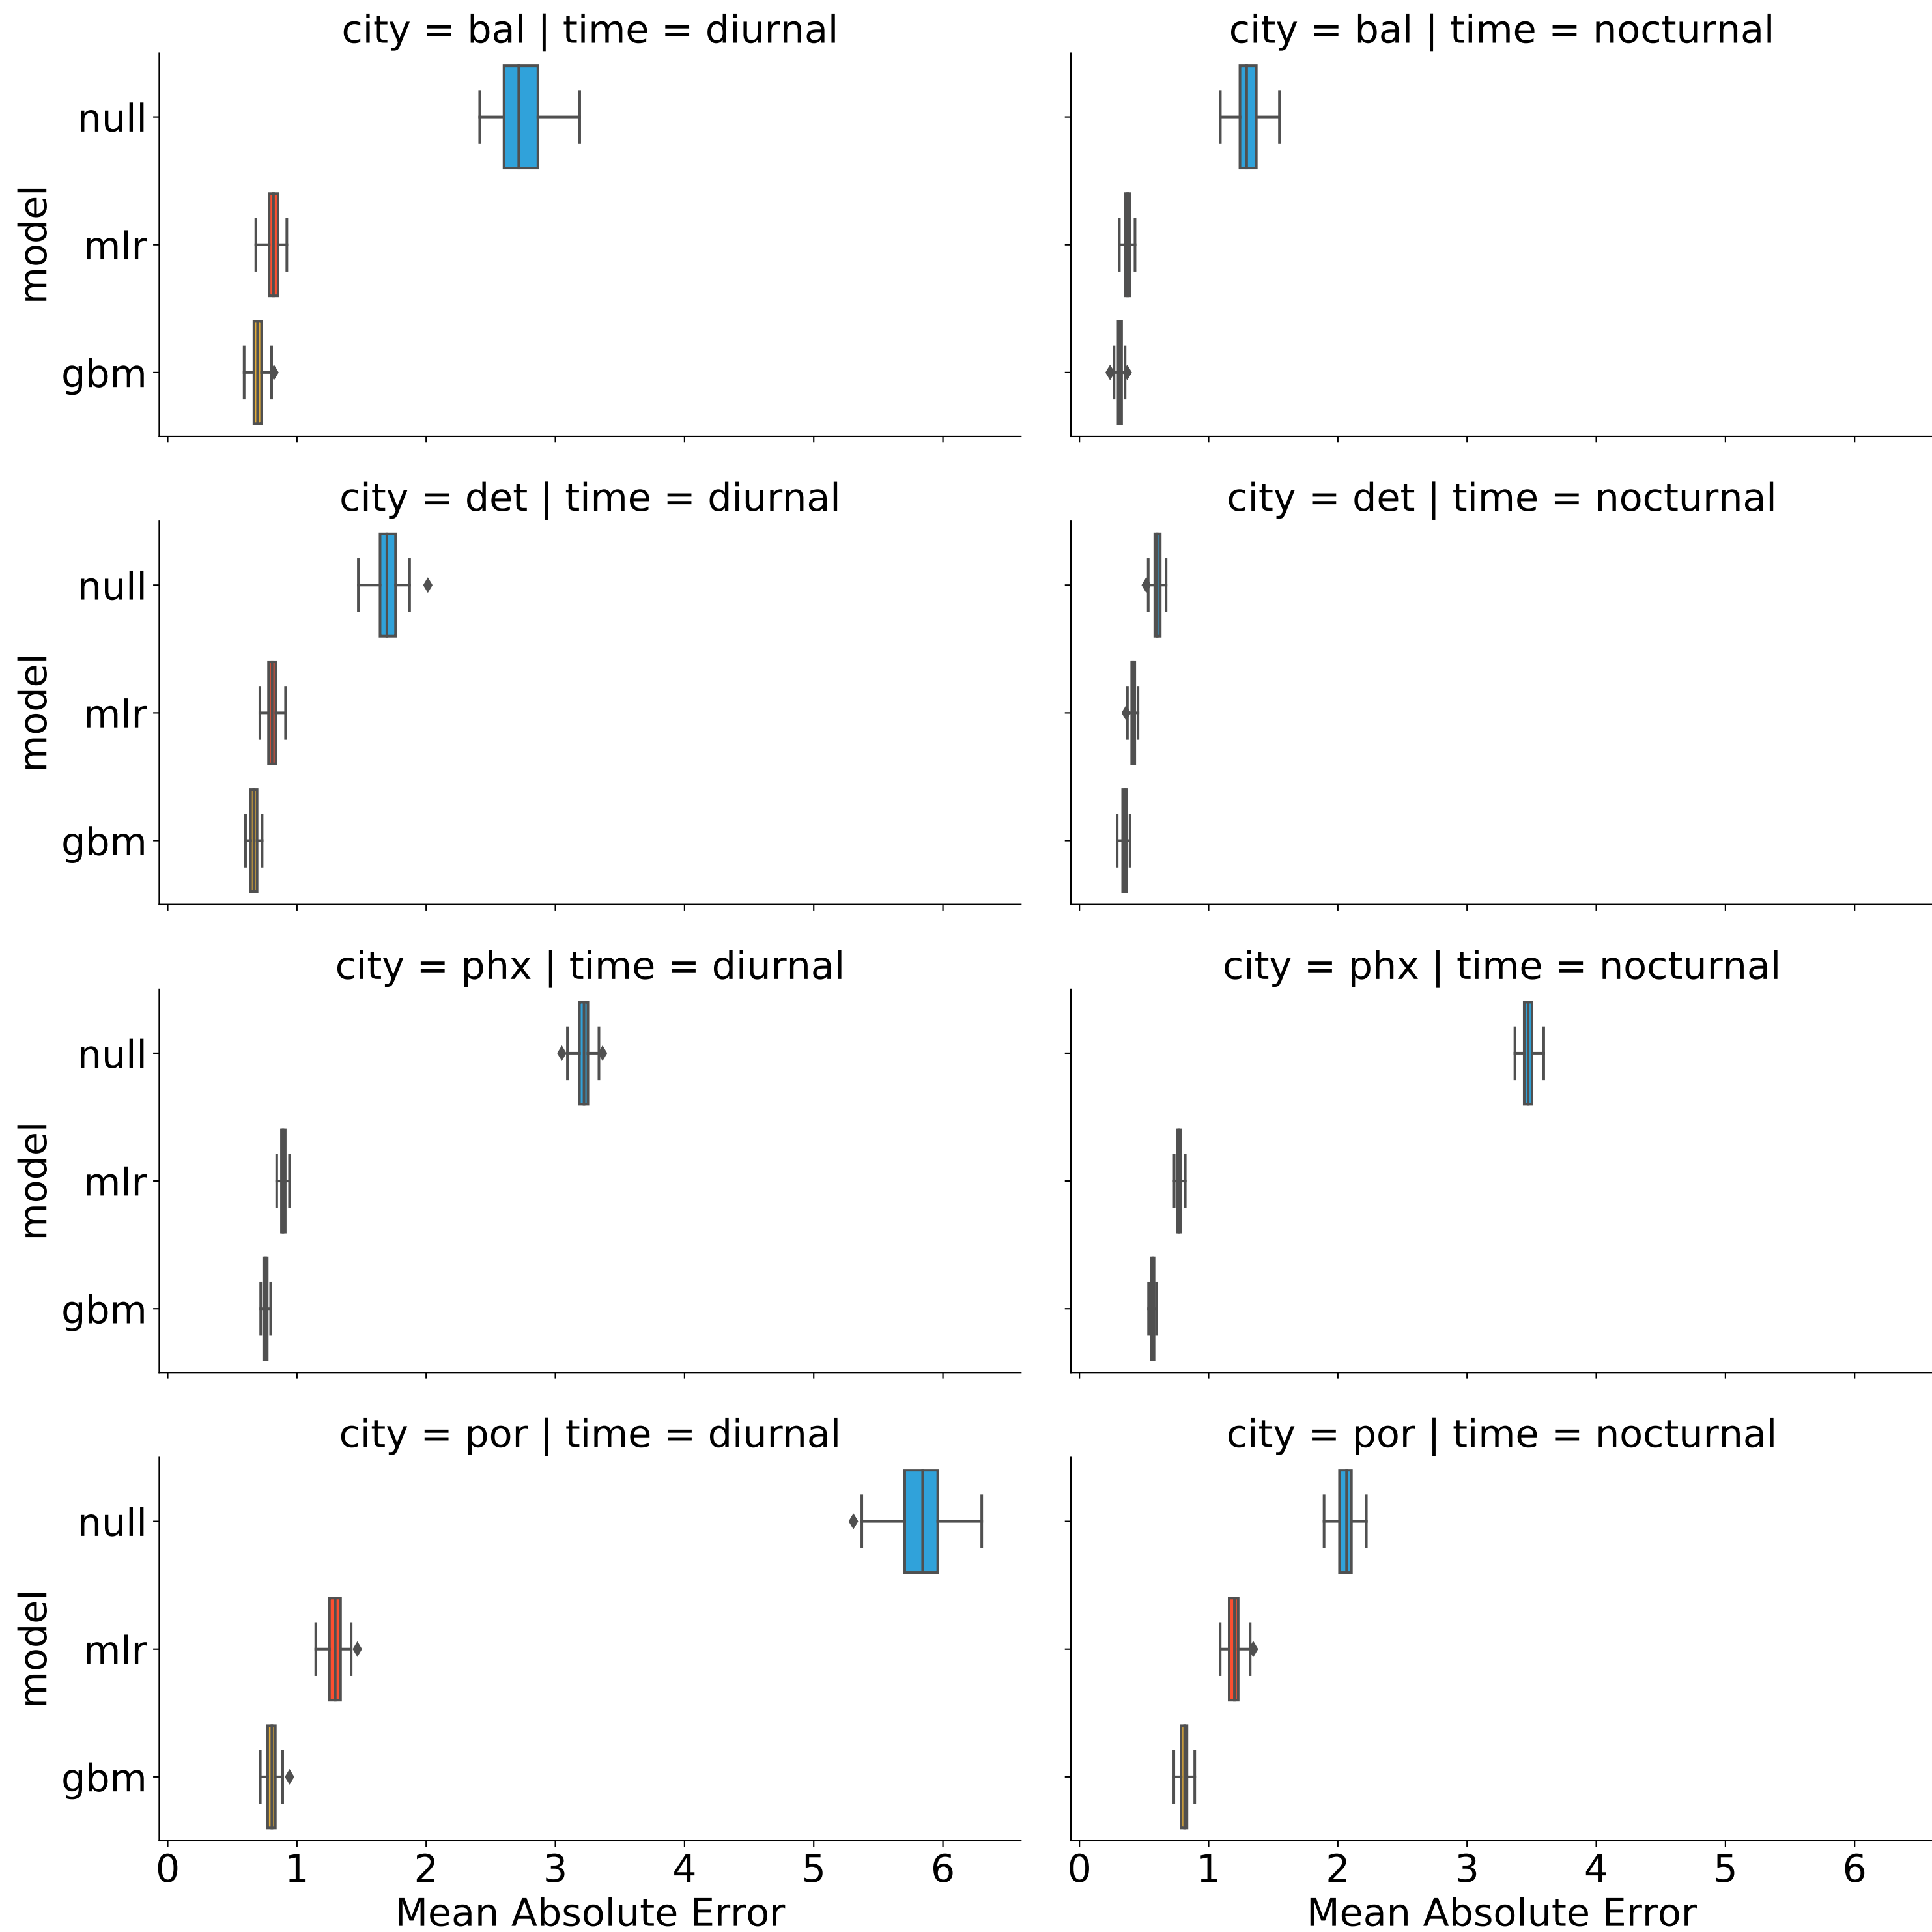 city = bal | time = diurnal
city = bal | time = nocturnal
null
mlr
gbm
model
city = det | time = diurnal
city = det | time = nocturnal
null
mlr
gbm
model
city = phx | time = diurnal
city = phx | time = nocturnal
null
mlr
gbm
model
city = por | time = diurnal
city = por | time = nocturnal
null
mlr
gbm
model
0 1 2 3 4 5 6
0 1 2 3 4 5 6
Mean Absolute Error
Mean Absolute Error